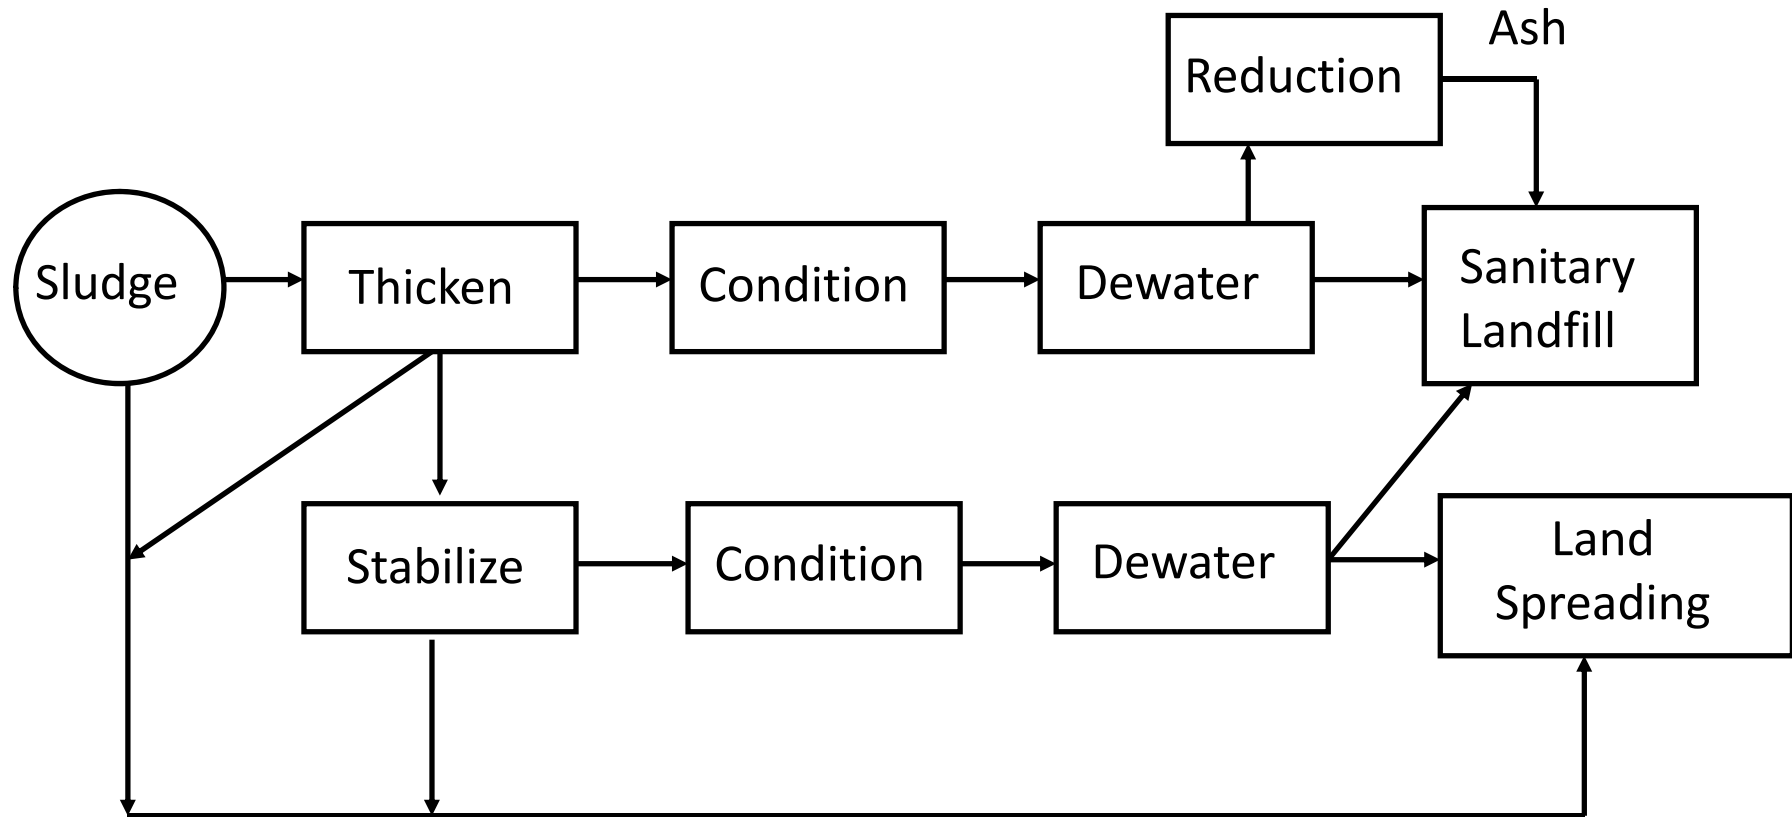 Ash
Reduction
Sludge
Thicken
Condition
Dewater
Sanitary
Landfill
Stabilize
Condition
Dewater
Land
Spreading